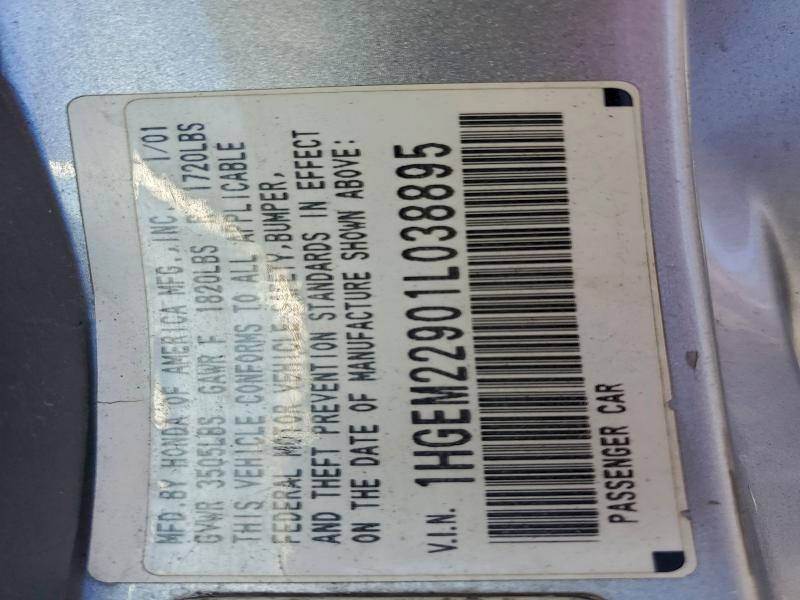 MFD.BY HONDA OF AMERICA MFG.,INC. 1/01
GVWR 3505LBS GAWR F 1820LBS R 1720LBS
THIS VEHICLE CONFORMS TO ALL APPLICABLE
FEDERAL MOTOR VEHICLE SAFETY,BUMPER,
AND THEFT PREVENTION STANDARDS IN EFFECT
ON THE DATE OF MANUFACTURE SHOWN ABOVE:
V.I.N. 1HGEM22901L038895
PASSENGER CAR